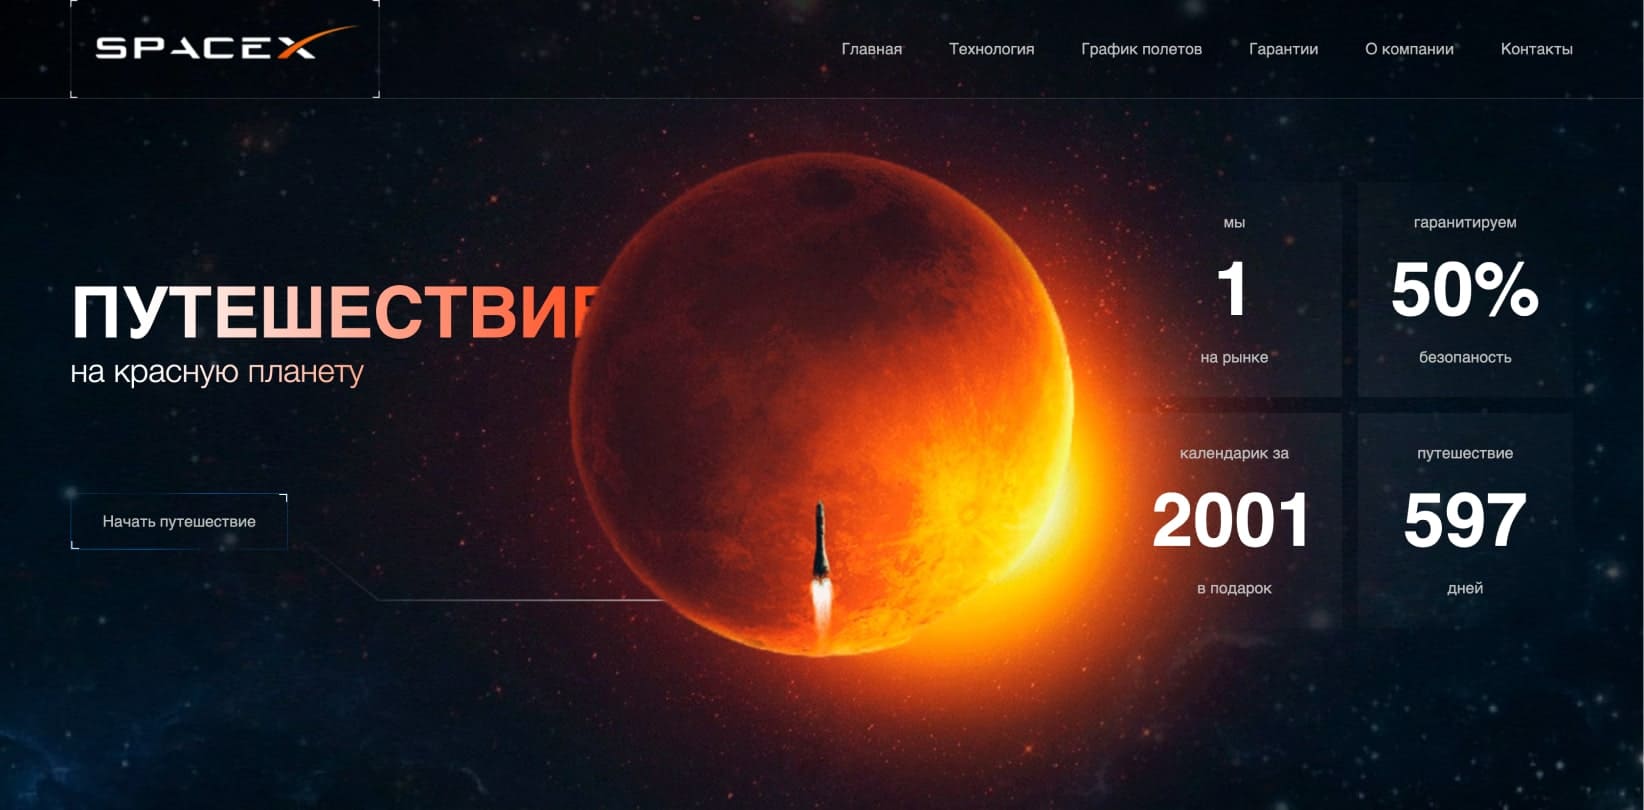 SPACEX
Главная Технология График полетов Гарантии О компании Контакты
ПУТЕШЕСТВИЕ
на красную планету
Начать путешествие
мы
1
на рынке
гаранитируем
50%
безопаность
календарик за
2001
в подарок
путешествие
597
дней